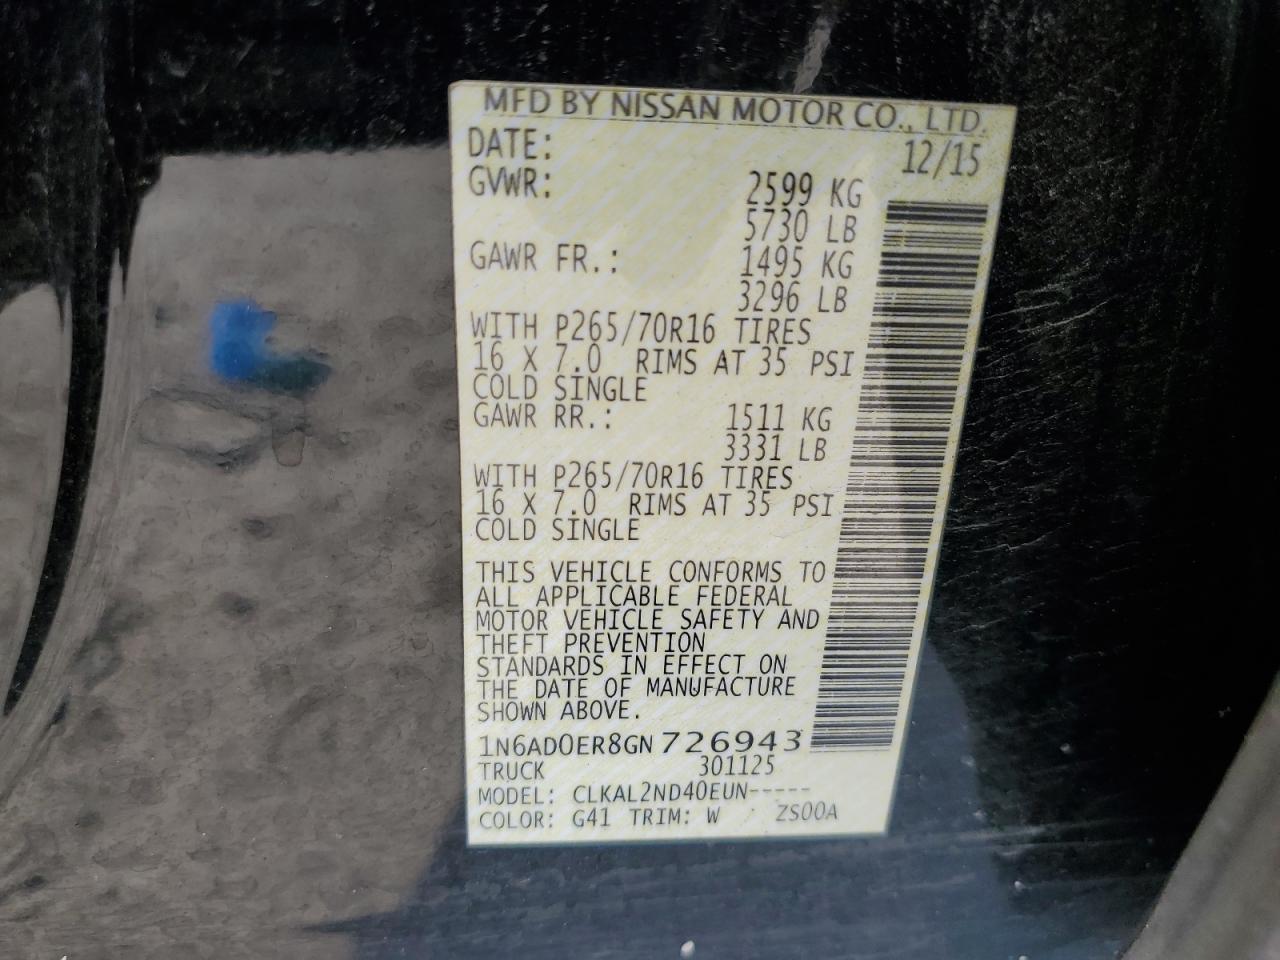 MFD BY NISSAN MOTOR CO., LTD.
DATE: 12/15
GVWR: 2599 KG
5730 LB
GAWR FR.: 1495 KG
3296 LB
WITH P265/70R16 TIRES
16 X 7.0 RIMS AT 35 PSI
COLD SINGLE
GAWR RR.: 1511 KG
3331 LB
WITH P265/70R16 TIRES
16 X 7.0 RIMS AT 35 PSI
COLD SINGLE
THIS VEHICLE CONFORMS TO
ALL APPLICABLE FEDERAL
MOTOR VEHICLE SAFETY AND
THEFT PREVENTION
STANDARDS IN EFFECT ON
THE DATE OF MANUFACTURE
SHOWN ABOVE.
1N6AD0ER8GN726943
TRUCK 301125
MODEL: CLKAL2ND40EUN-----
COLOR: G41 TRIM: W ZS00A